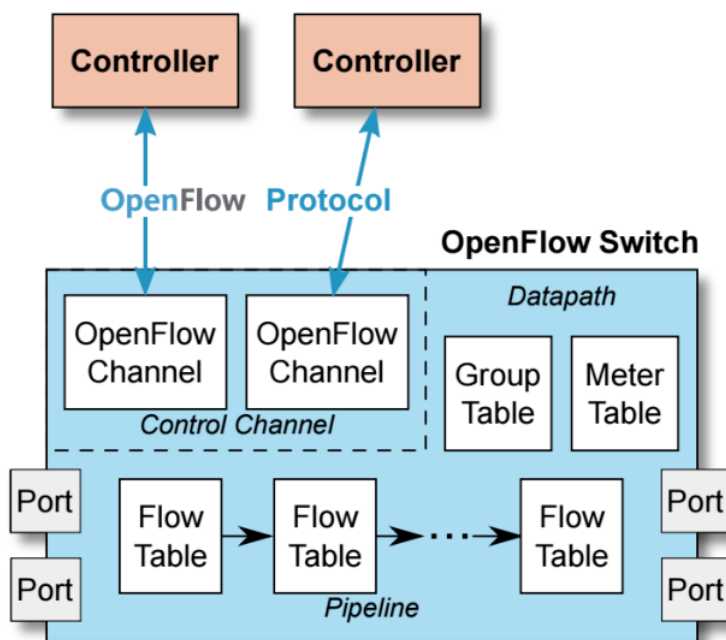 Controller
Controller
OpenFlow Protocol
OpenFlow Switch
Datapath
OpenFlow
Channel
OpenFlow
Channel
Group
Table
Meter
Table
Control Channel
Port
Port
Flow
Table
Flow
Table
...
Flow
Table
Port
Port
Pipeline